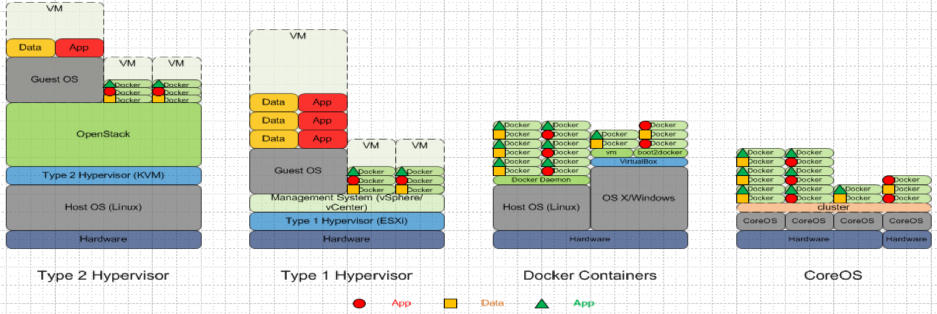 VM
Data App
Guest OS
VM VM
Docker Docker
Docker Docker
Docker Docker
OpenStack
Type 2 Hypervisor (KVM)
Host OS (Linux)
Hardware
Type 2 Hypervisor
VM
Data App
Data App
Data App
Guest OS
VM VM
Docker Docker
Docker Docker
Docker Docker
Management System (vSphere/
vCenter)
Type 1 Hypervisor (ESXi)
Hardware
Type 1 Hypervisor
Docker Docker
Docker Docker
Docker Docker
Docker Docker
Docker Docker
Docker Docker
Docker Daemon
Host OS (Linux)
Docker
Docker Docker
Docker Docker
vm boot2docker
VirtualBox
OS X/Windows
Hardware
Docker Containers
Docker Docker
Docker Docker
Docker Docker
Docker Docker
Docker Docker
Docker Docker
Docker
Docker Docker
Docker Docker
cluster
CoreOS CoreOS CoreOS CoreOS
Hardware Hardware
CoreOS
App Data App